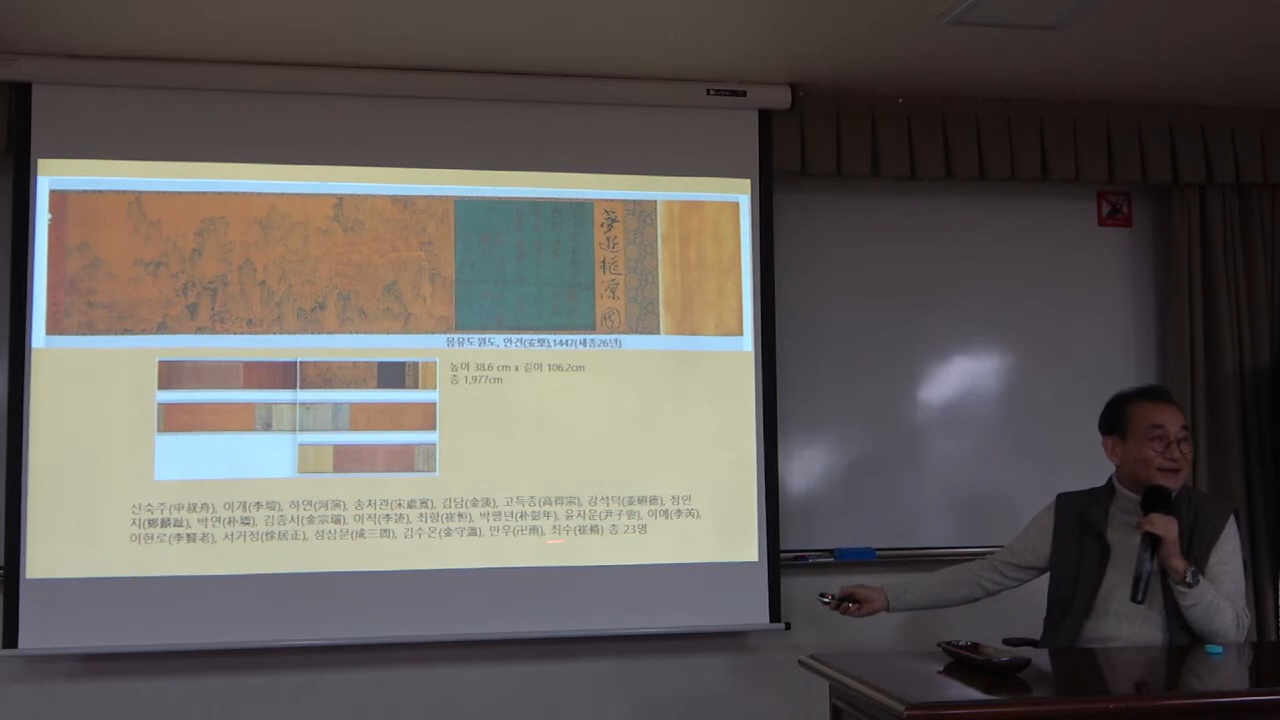 夢遊桃源圖
몽유도원도, 안견(安堅),1447(세종26년)
높이 38.6 cm x 길이 106.2cm
총 1,977cm
신숙주(申叔舟), 이개(李塏), 하연(河演), 송처관(宋處寬), 김담(金淡), 고득종(高得宗), 강석덕(姜碩德), 정인
지(鄭麟趾), 박연(朴堧), 김종서(金宗瑞), 이적(李迹), 최항(崔恒), 박팽년(朴彭年), 윤자운(尹子雲), 이예(李芮),
이현로(李賢老), 서거정(徐居正), 성삼문(成三問), 김수온(金守溫), 만우(卍雨), 최수(崔脩) 총 23명